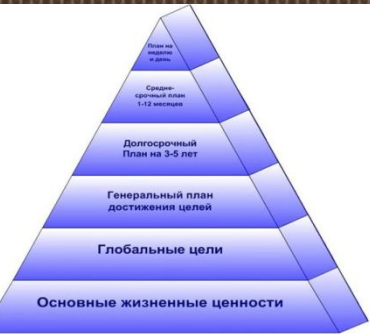 План на
неделю
и день
Средне-
срочный план
1-12 месяцев
Долгосрочный
План на 3-5 лет
Генеральный план
достижения целей
Глобальные цели
Основные жизненные ценности